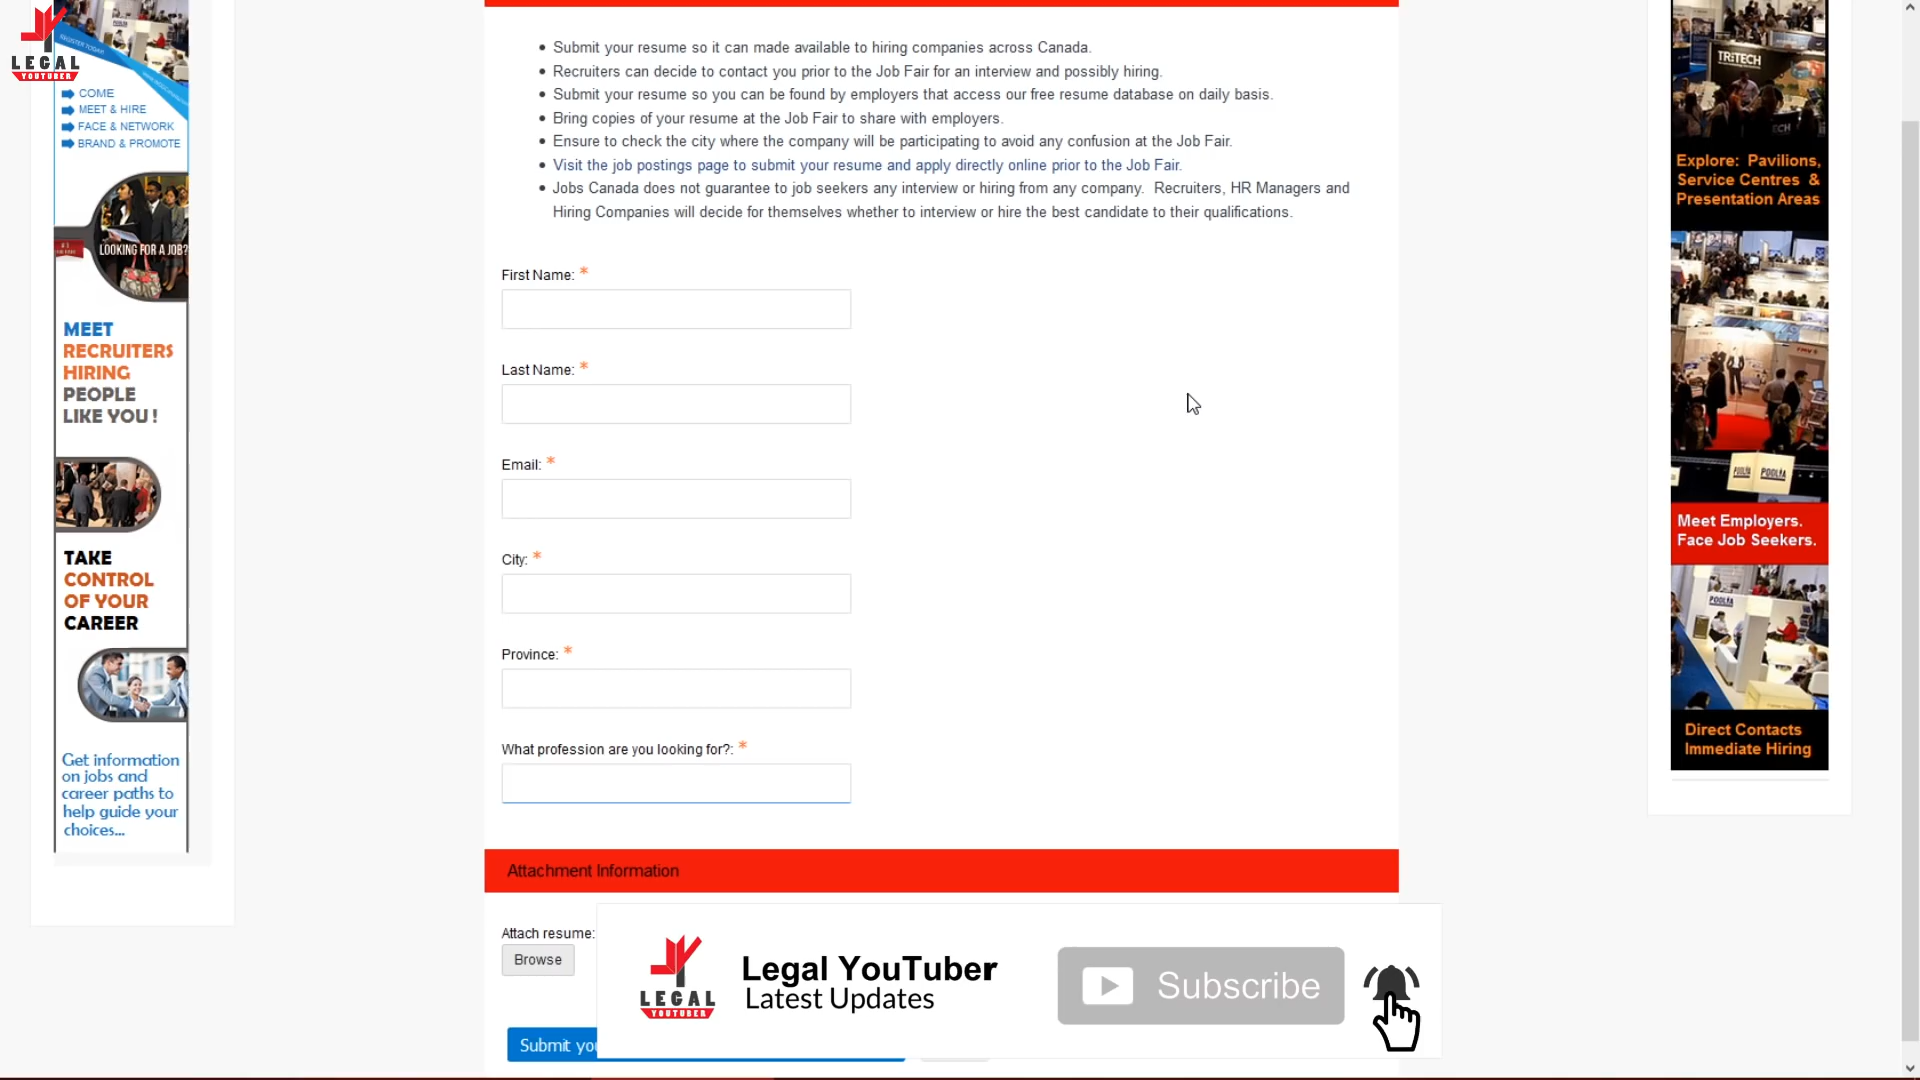 LEGAL
YOUTUBER
REGISTER TODAY!
COME
MEET & HIRE
FACE & NETWORK
BRAND & PROMOTE
LOOKING FOR A JOB?
MEET
RECRUITERS
HIRING
PEOPLE
LIKE YOU !
TAKE
CONTROL
OF YOUR
CAREER
Get information
on jobs and
career paths to
help guide your
choices...
Submit your resume so it can made available to hiring companies across Canada.
Recruiters can decide to contact you prior to the Job Fair for an interview and possibly hiring.
Submit your resume so you can be found by employers that access our free resume database on daily basis.
Bring copies of your resume at the Job Fair to share with employers.
Ensure to check the city where the company will be participating to avoid any confusion at the Job Fair.
Visit the job postings page to submit your resume and apply directly online prior to the Job Fair.
Jobs Canada does not guarantee to job seekers any interview or hiring from any company. Recruiters, HR Managers and
Hiring Companies will decide for themselves whether to interview or hire the best candidate to their qualifications.
First Name: *
Last Name: *
Email: *
City: *
Province: *
What profession are you looking for?: *
Attachment Information
Attach resume:
Browse
Submit you
LEGAL
YOUTUBER
Legal YouTuber
Latest Updates
Subscribe
TRiTECH
Explore: Pavilions,
Service Centres &
Presentation Areas
POOLIA
Meet Employers.
Face Job Seekers.
POOLIA
Direct Contacts
Immediate Hiring